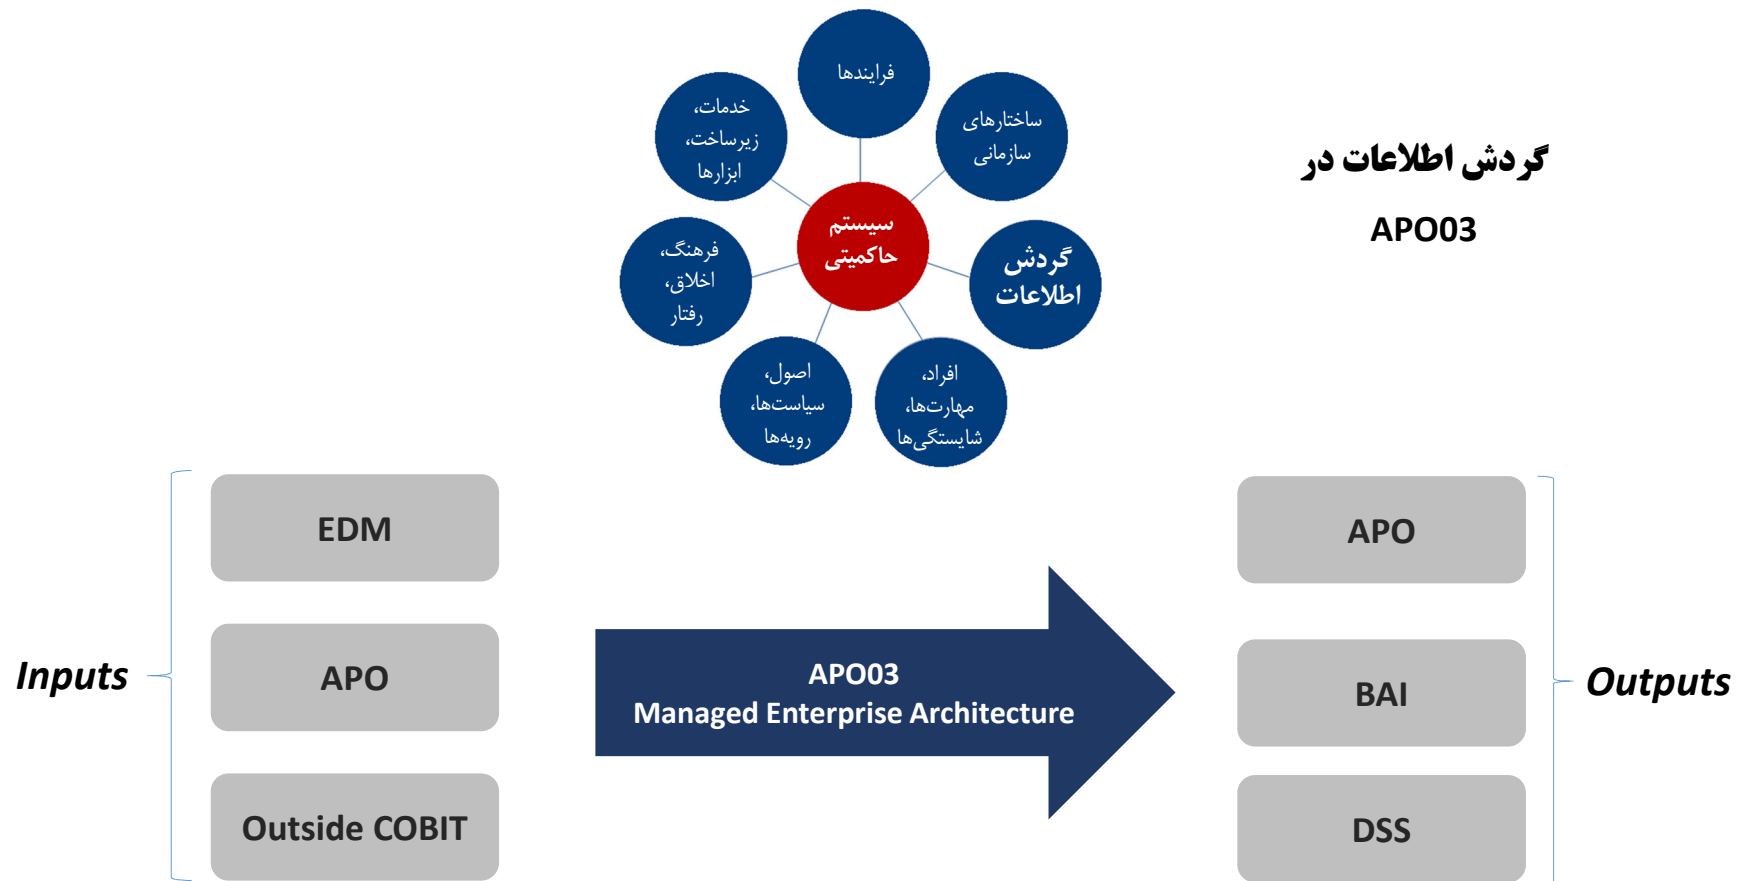 گردش اطلاعات در
APO03
فرایندها
ساختارهای
سازمانی
گردش
اطلاعات
افراد،
مهارت‌ها،
شایستگی‌ها
اصول،
سیاست‌ها،
رویه‌ها
فرهنگ،
اخلاق،
رفتار
خدمات،
زیرساخت،
ابزارها
سیستم
حاکمیتی
Inputs
EDM
APO
Outside COBIT
APO03
Managed Enterprise Architecture
APO
BAI
DSS
Outputs